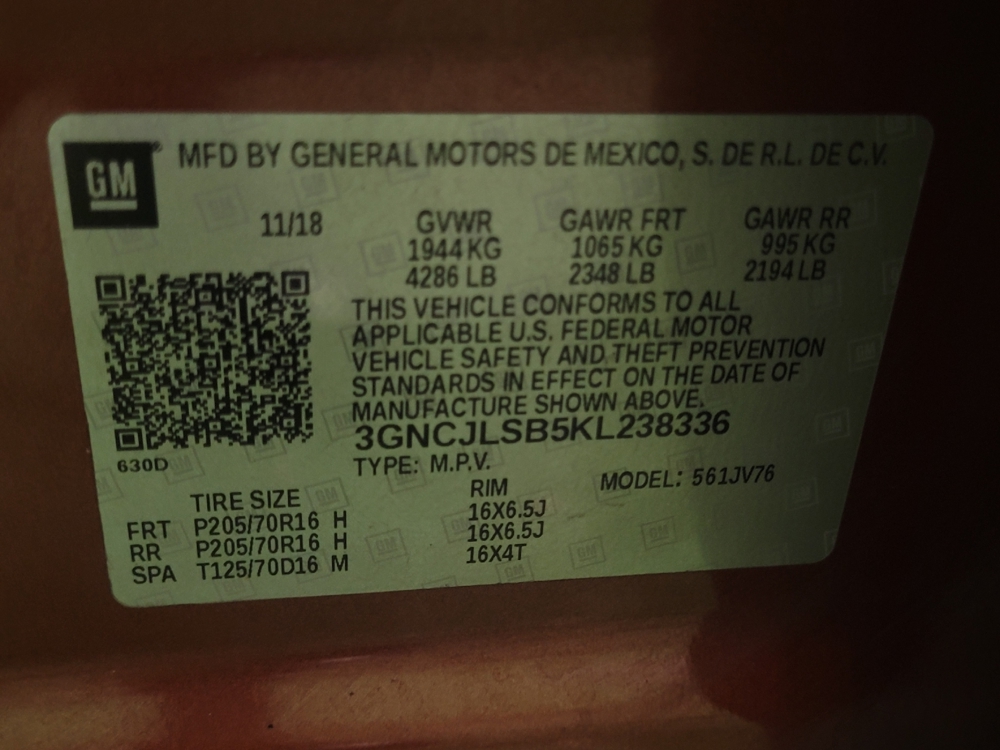 GM® MFD BY GENERAL MOTORS DE MEXICO, S. DE R.L. DE C.V.
11/18 GVWR GAWR FRT GAWR RR
1944 KG 1065 KG 995 KG
4286 LB 2348 LB 2194 LB
THIS VEHICLE CONFORMS TO ALL
APPLICABLE U.S. FEDERAL MOTOR
VEHICLE SAFETY AND THEFT PREVENTION
STANDARDS IN EFFECT ON THE DATE OF
MANUFACTURE SHOWN ABOVE.
3GNCJLSB5KL238336
630D TYPE: M.P.V. MODEL: 561JV76
TIRE SIZE RIM
FRT P205/70R16 H 16X6.5J
RR P205/70R16 H 16X6.5J
SPA T125/70D16 M 16X4T